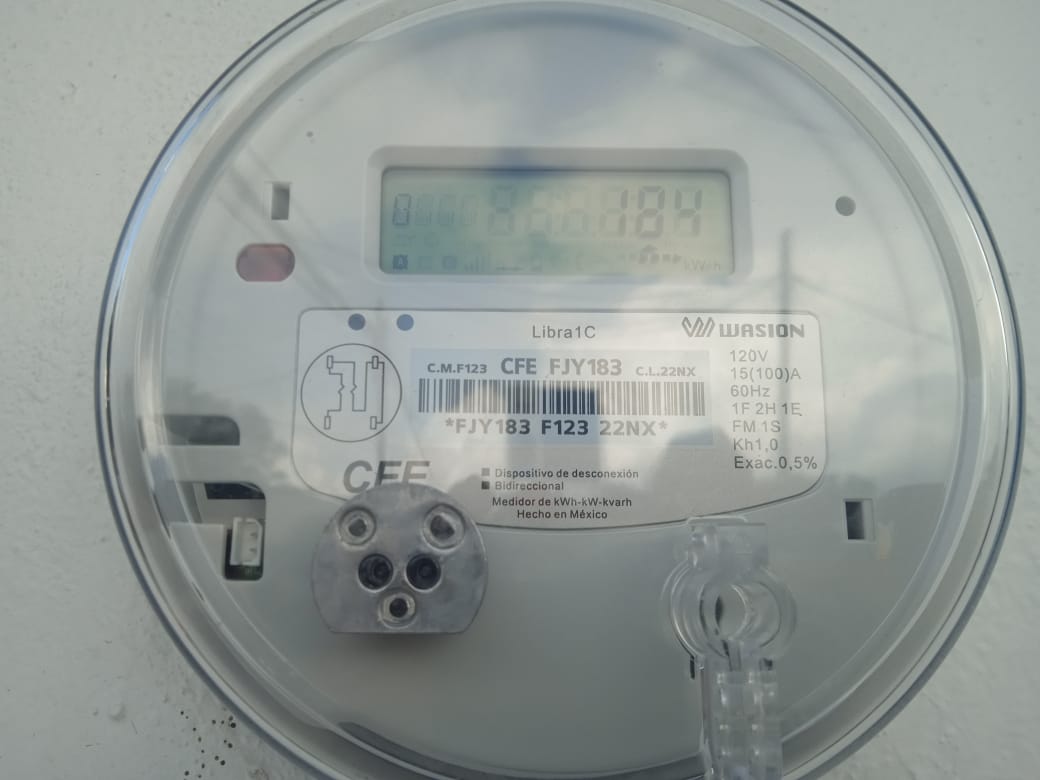 184
kWh
Libra1C
WASION
C.M.F123 CFE FJY183 C.L.22NX
*FJY183 F123 22NX*
120V
15(100)A
60Hz
1F 2H 1E
FM 1S
Kh1,0
Exac.0,5%
CFE
Dispositivo de desconexión
Bidireccional
Medidor de kWh-kW-kvarh
Hecho en México